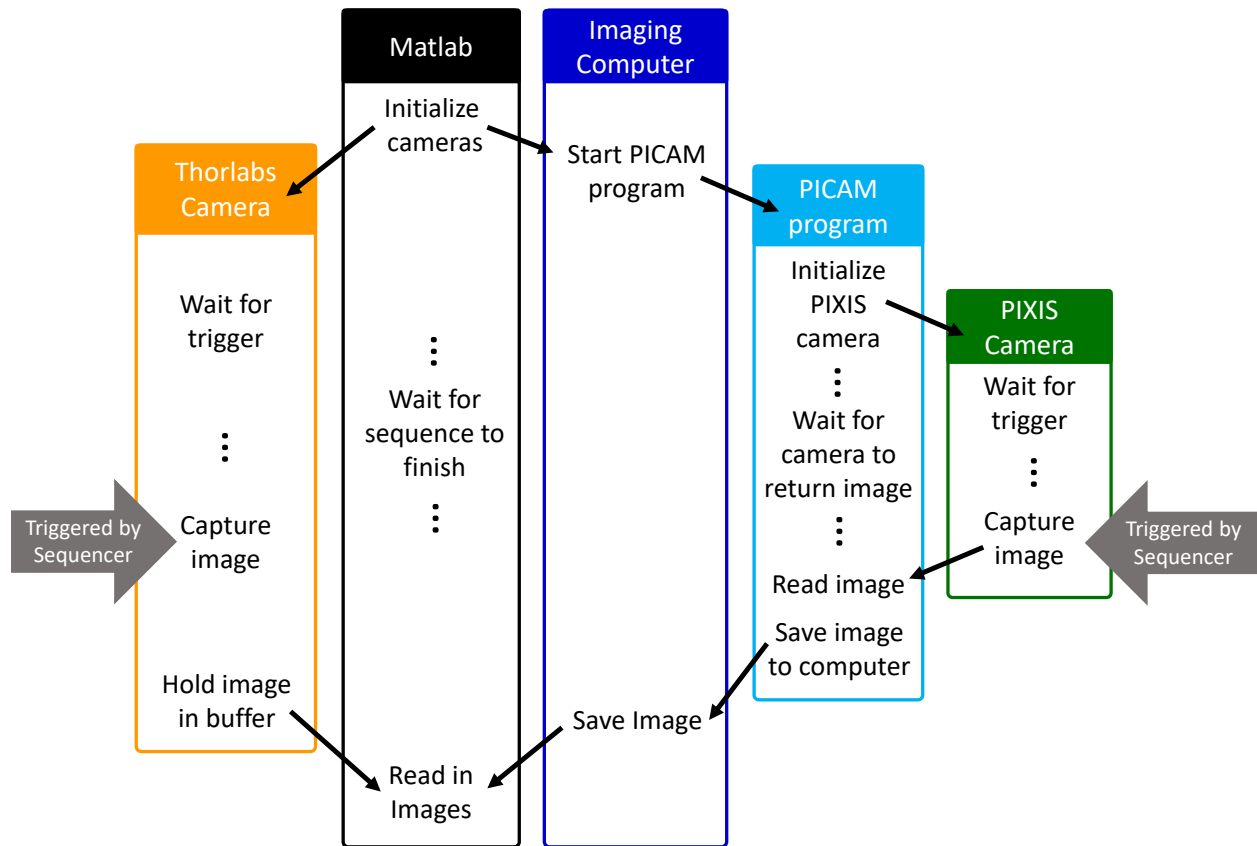 Matlab
Imaging
Computer
Initialize
cameras
Start PICAM
program
Thorlabs
Camera
PICAM
program
Wait for
trigger
Initialize
PIXIS
camera
PIXIS
Camera
Wait for
sequence to
finish
Wait for
camera to
return image
Wait for
trigger
Triggered by
Sequencer
Capture
image
Capture
image
Triggered by
Sequencer
Read image
Save image
to computer
Hold image
in buffer
Save Image
Read in
Images